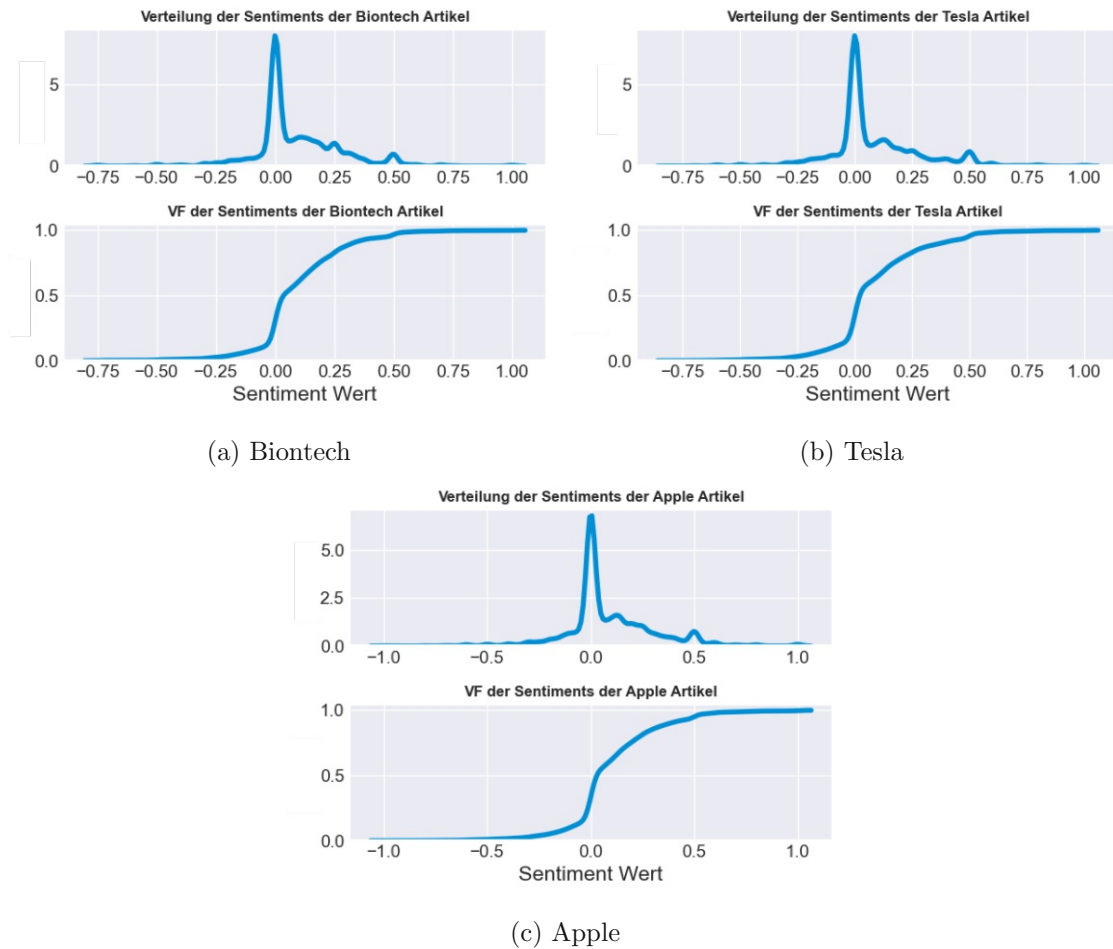 Verteilung der Sentiments der Biontech Artikel
5
0
−0.75 −0.50 −0.25 0.00 0.25 0.50 0.75 1.00
VF der Sentiments der Biontech Artikel
1.0
0.5
0.0
−0.75 −0.50 −0.25 0.00 0.25 0.50 0.75 1.00
Sentiment Wert
(a) Biontech
Verteilung der Sentiments der Tesla Artikel
5
0
−0.75 −0.50 −0.25 0.00 0.25 0.50 0.75 1.00
VF der Sentiments der Tesla Artikel
1.0
0.5
0.0
−0.75 −0.50 −0.25 0.00 0.25 0.50 0.75 1.00
Sentiment Wert
(b) Tesla
Verteilung der Sentiments der Apple Artikel
5.0
2.5
0.0
−1.0 −0.5 0.0 0.5 1.0
VF der Sentiments der Apple Artikel
1.0
0.5
0.0
−1.0 −0.5 0.0 0.5 1.0
Sentiment Wert
(c) Apple